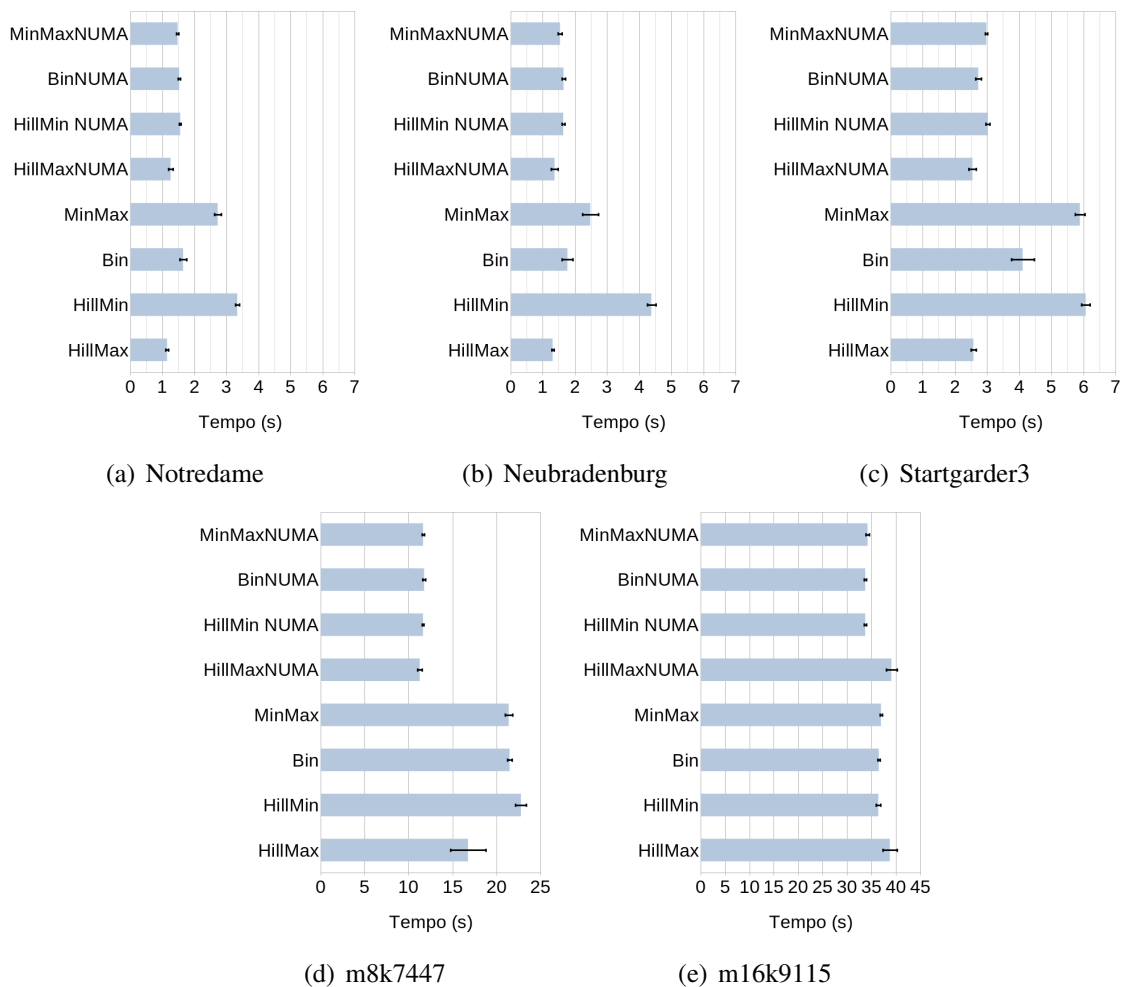 MinMaxNUMA
BinNUMA
HillMin NUMA
HillMaxNUMA
MinMax
Bin
HillMin
HillMax
0 1 2 3 4 5 6 7
Tempo (s)
(a) Notredame
MinMaxNUMA
BinNUMA
HillMin NUMA
HillMaxNUMA
MinMax
Bin
HillMin
HillMax
0 1 2 3 4 5 6 7
Tempo (s)
(b) Neubradenburg
MinMaxNUMA
BinNUMA
HillMin NUMA
HillMaxNUMA
MinMax
Bin
HillMin
HillMax
0 1 2 3 4 5 6 7
Tempo (s)
(c) Startgarder3
MinMaxNUMA
BinNUMA
HillMin NUMA
HillMaxNUMA
MinMax
Bin
HillMin
HillMax
0 5 10 15 20 25
Tempo (s)
(d) m8k7447
MinMaxNUMA
BinNUMA
HillMin NUMA
HillMaxNUMA
MinMax
Bin
HillMin
HillMax
0 5 10 15 20 25 30 35 40 45
Tempo (s)
(e) m16k9115